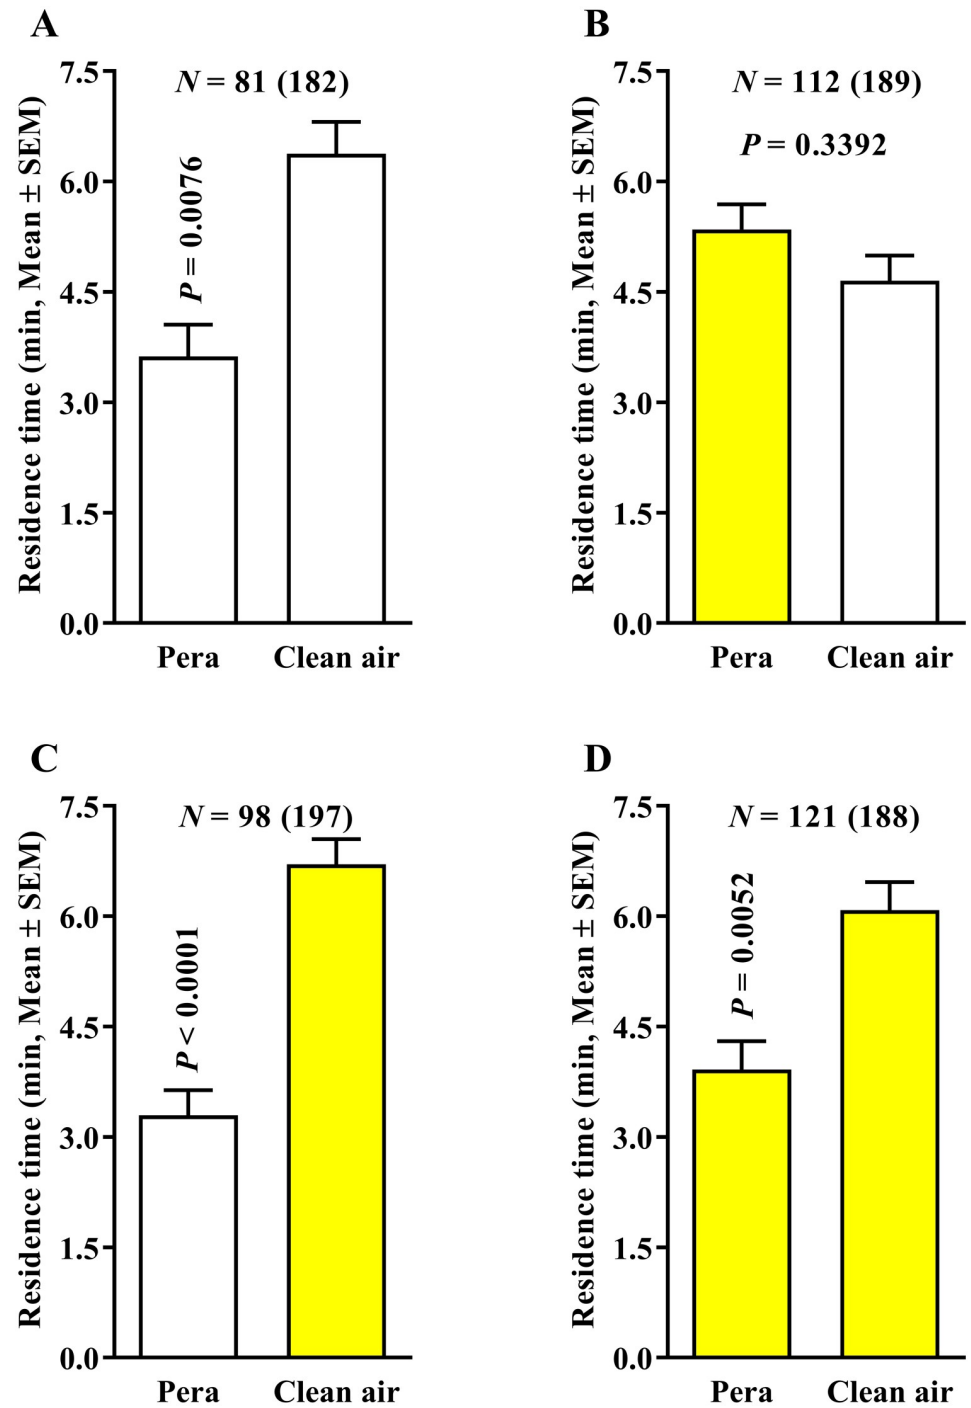 A
N = 81 (182)
P = 0.0076
Residence time (min, Mean ± SEM)
7.5
6.0
4.5
3.0
1.5
0.0
Pera
Clean air
B
N = 112 (189)
P = 0.3392
Residence time (min, Mean ± SEM)
7.5
6.0
4.5
3.0
1.5
0.0
Pera
Clean air
C
N = 98 (197)
P < 0.0001
Residence time (min, Mean ± SEM)
7.5
6.0
4.5
3.0
1.5
0.0
Pera
Clean air
D
N = 121 (188)
P = 0.0052
Residence time (min, Mean ± SEM)
7.5
6.0
4.5
3.0
1.5
0.0
Pera
Clean air